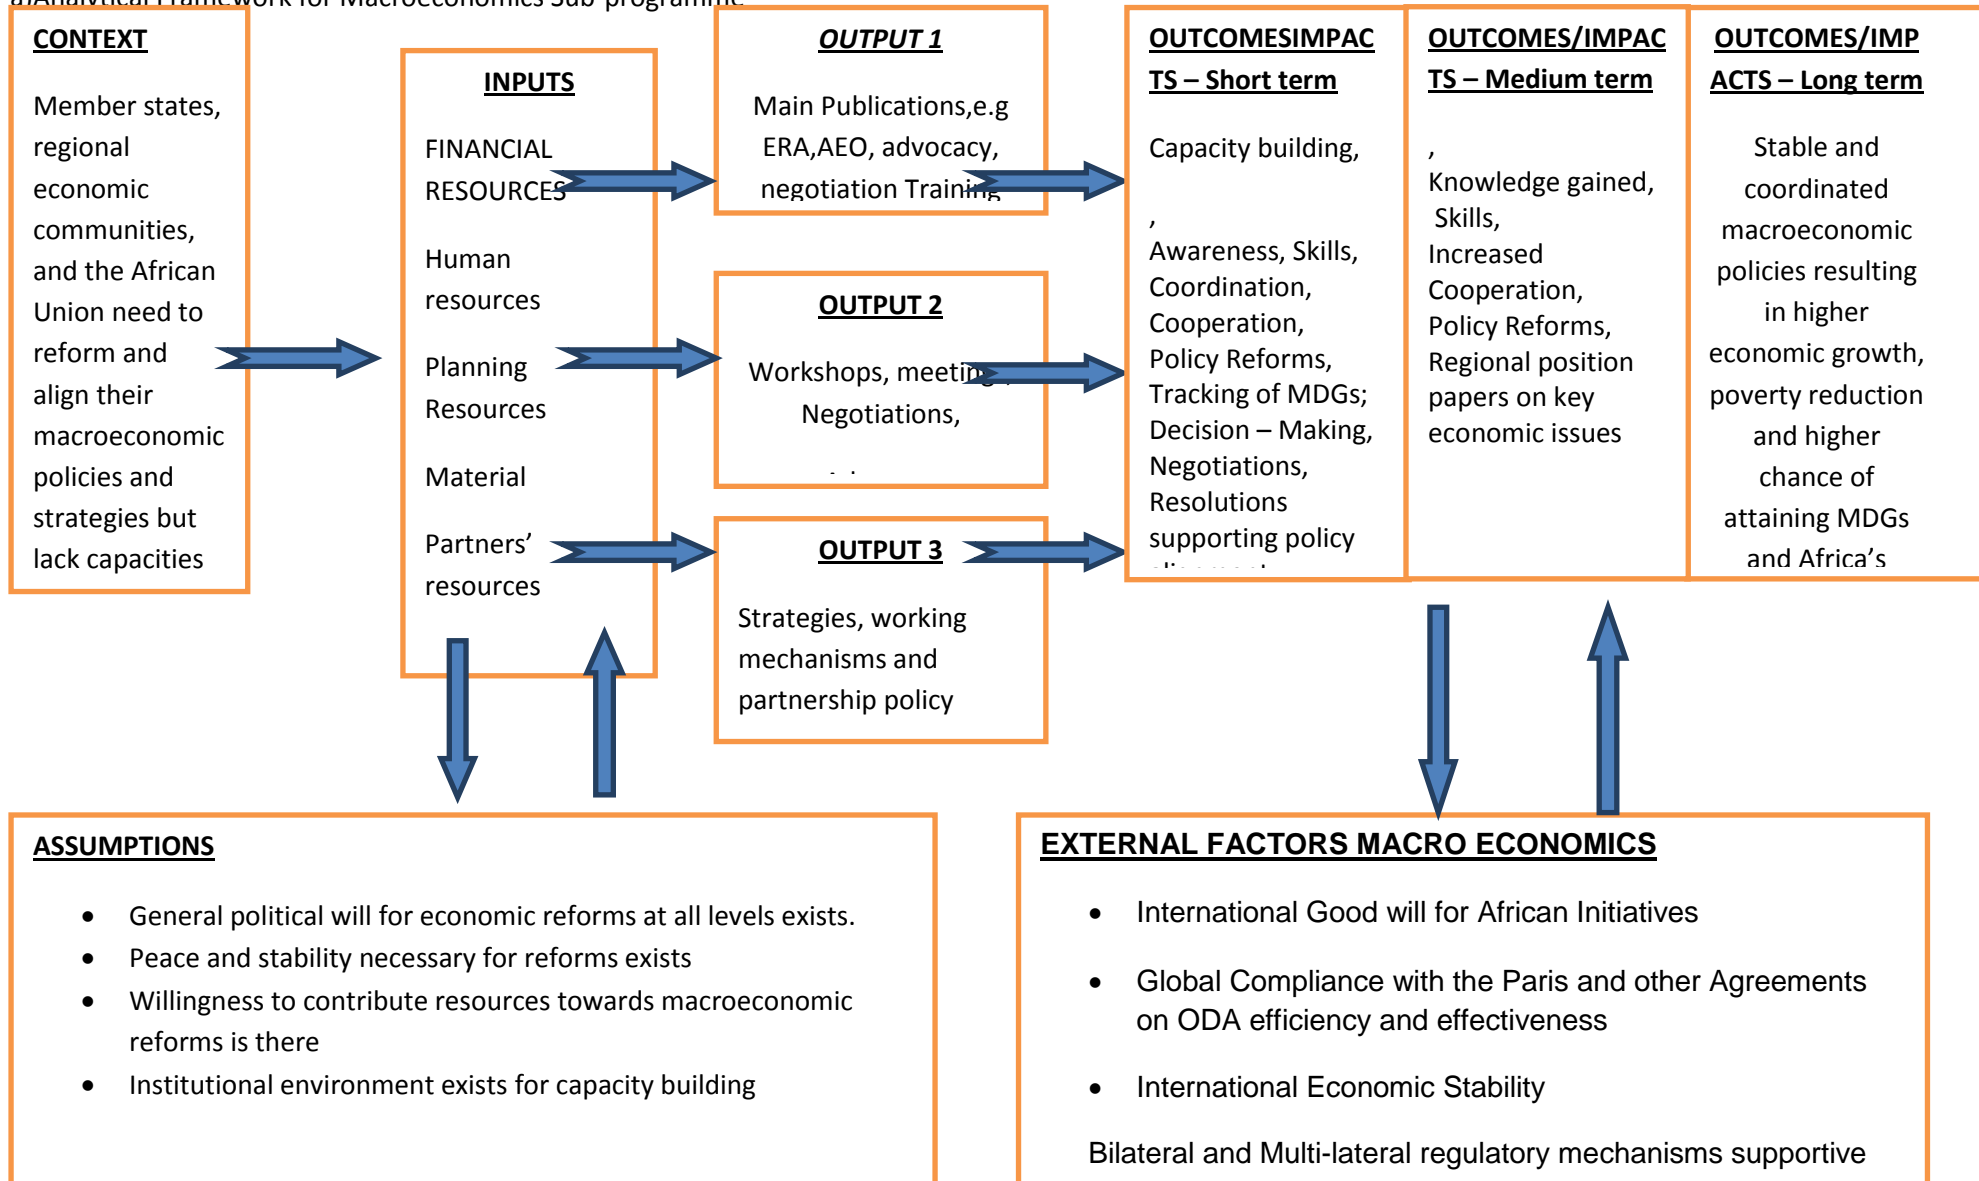 a)Analytical Framework for Macroeconomics Sub-programme
CONTEXT
Member states,
regional
economic
communities,
and the African
Union need to
reform and
align their
macroeconomic
policies and
strategies but
lack capacities
INPUTS
FINANCIAL
RESOURCES
Human
resources
Planning
Resources
Material
Partners’
resources
OUTPUT 1
Main Publications,e.g
ERA,AEO, advocacy,
negotiation Training
OUTPUT 2
Workshops, meetings,
Negotiations,
OUTPUT 3
Strategies, working
mechanisms and
partnership policy
OUTCOMESIMPAC
TS – Short term
Capacity building,
,
Awareness, Skills,
Coordination,
Cooperation,
Policy Reforms,
Tracking of MDGs;
Decision – Making,
Negotiations,
Resolutions
supporting policy
OUTCOMES/IMPAC
TS – Medium term
,
Knowledge gained,
Skills,
Increased
Cooperation,
Policy Reforms,
Regional position
papers on key
economic issues
OUTCOMES/IMP
ACTS – Long term
Stable and
coordinated
macroeconomic
policies resulting
in higher
economic growth,
poverty reduction
and higher
chance of
attaining MDGs
and Africa’s
ASSUMPTIONS
• General political will for economic reforms at all levels exists.
• Peace and stability necessary for reforms exists
• Willingness to contribute resources towards macroeconomic
reforms is there
• Institutional environment exists for capacity building
EXTERNAL FACTORS MACRO ECONOMICS
• International Good will for African Initiatives
• Global Compliance with the Paris and other Agreements
on ODA efficiency and effectiveness
• International Economic Stability
Bilateral and Multi-lateral regulatory mechanisms supportive